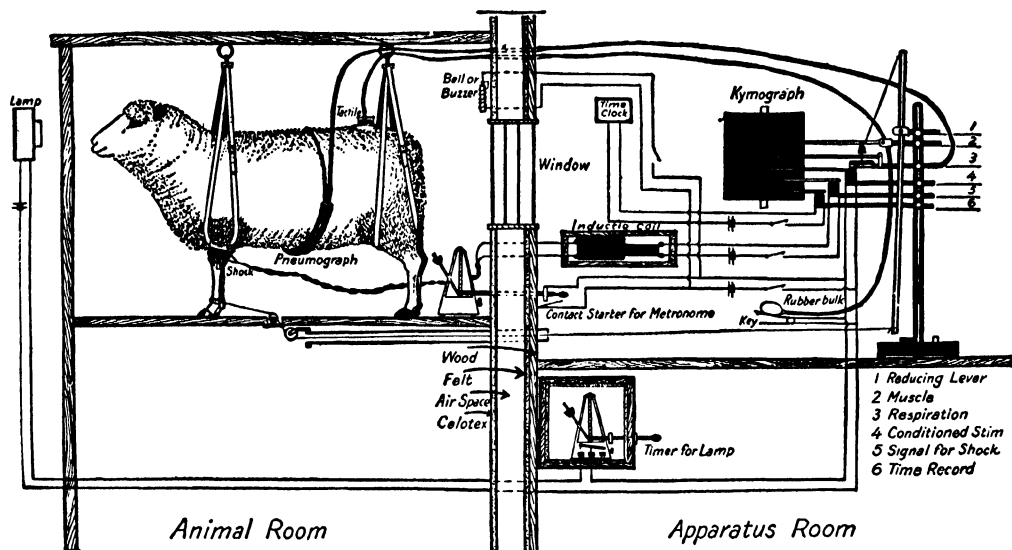 Lamp
Tactile
Bell or
Buzzer
Time
Clock
Kymograph
1
2
3
4
5
6
Window
Inductio coil
Pneumograph
Shock
Rubber bulk
Key
Contact Starter for Metronome
Wood
Felt
Air Space
Celotex
Timer for Lamp
1 Reducing Lever
2 Muscle
3 Respiration
4 Conditioned Stim
5 Signal for Shock
6 Time Record
Animal Room
Apparatus Room